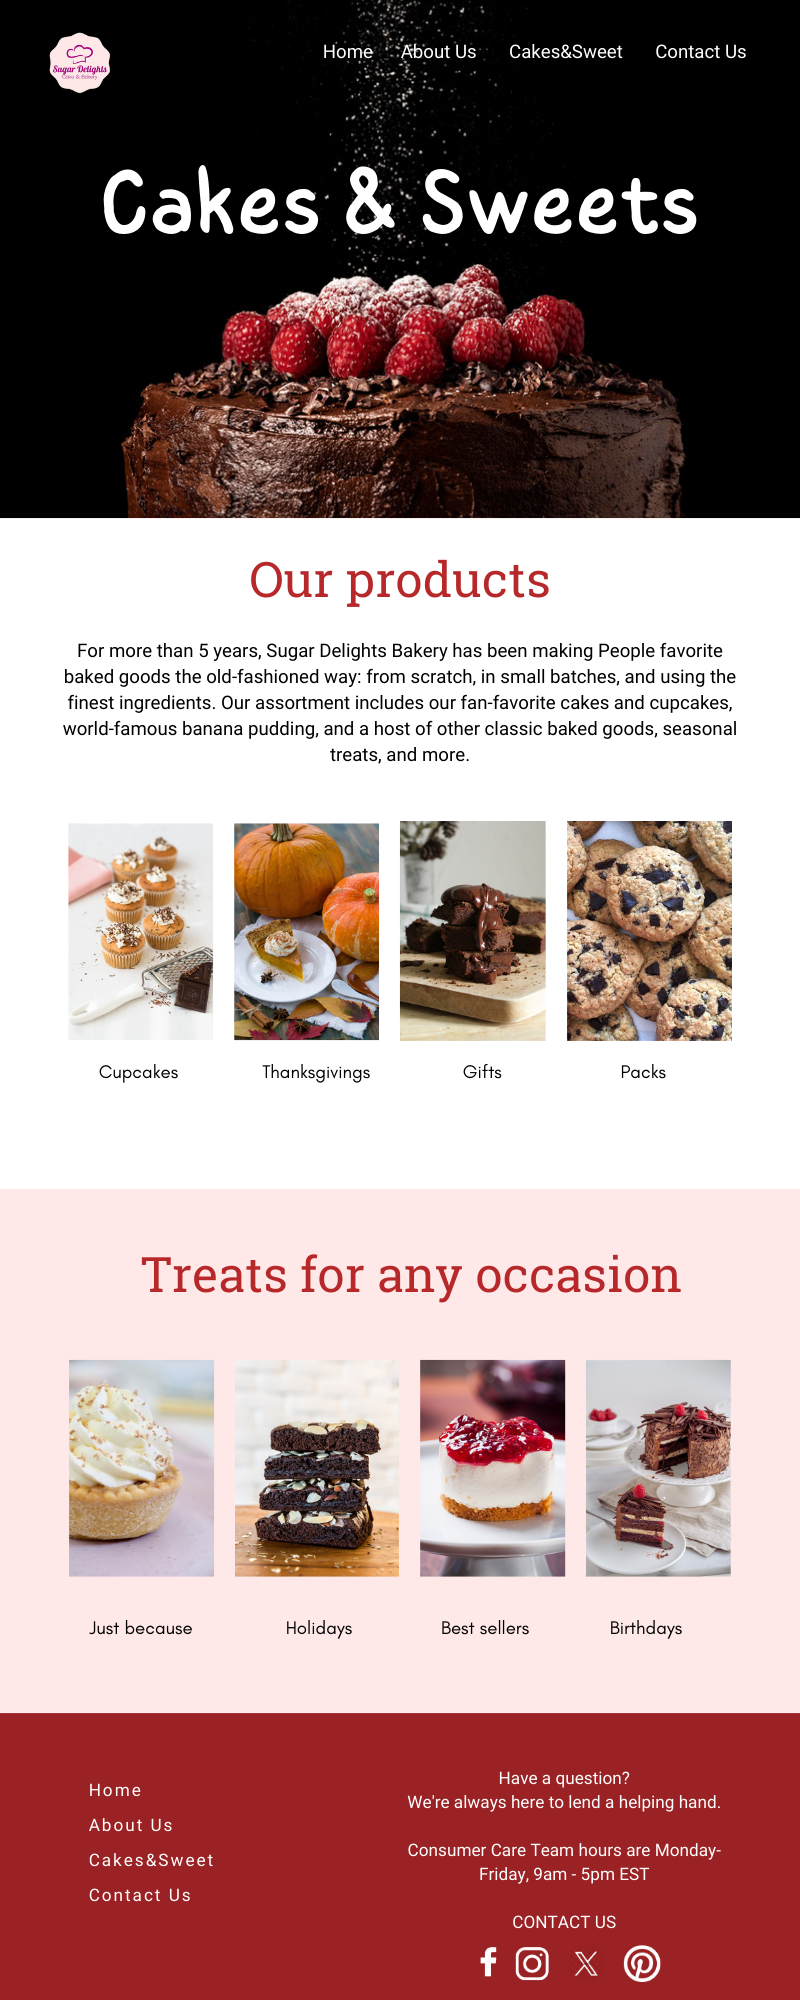 Sugar Delights
Cake & Bakery
Home About Us Cakes&Sweet Contact Us
Cakes & Sweets
Our products
For more than 5 years, Sugar Delights Bakery has been making People favorite
baked goods the old-fashioned way: from scratch, in small batches, and using the
finest ingredients. Our assortment includes our fan-favorite cakes and cupcakes,
world-famous banana pudding, and a host of other classic baked goods, seasonal
treats, and more.
Cupcakes Thanksgivings Gifts Packs
Treats for any occasion
Just because Holidays Best sellers Birthdays
Home
About Us
Cakes&Sweet
Contact Us
Have a question?
We're always here to lend a helping hand.
Consumer Care Team hours are Monday-
Friday, 9am - 5pm EST
CONTACT US